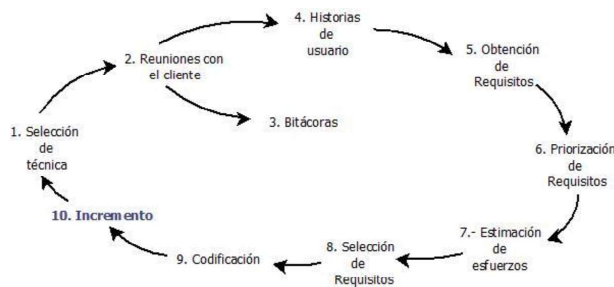 1. Selección
de
técnica
2. Reuniones con
el cliente
3. Bitácoras
4. Historias
de
usuario
5. Obtención
de
Requisitos
6. Priorización
de
Requisitos
7.- Estimación
de
esfuerzos
8. Selección
de
Requisitos
9. Codificación
10. Incremento